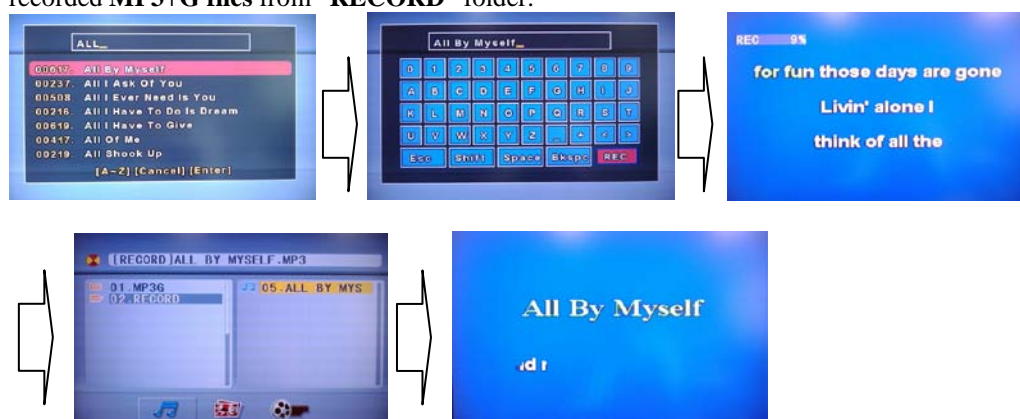 recorded MP3+G files from "RECORD" folder.
ALL_
00617. All By Myself
00237. All I Ask Of You
00508. All I Ever Need Is You
00216. All I Have To Do Is Dream
00619. All I Have To Give
00417. All Of Me
00219. All Shook Up
[A~Z] [Cancel] [Enter]
All By Myself_
0 1 2 3 4 5 6 7 8 9
A B C D E F G H I J
K L M N O P Q R S T
U V W X Y Z _ + < >
Esc Shift Space Bkspc REC
REC 9%
for fun those days are gone
Livin' alone I
think of all the
[RECORD]ALL BY MYSELF.MP3
01.MP3G
02.RECORD
05.ALL BY MYS
All By Myself